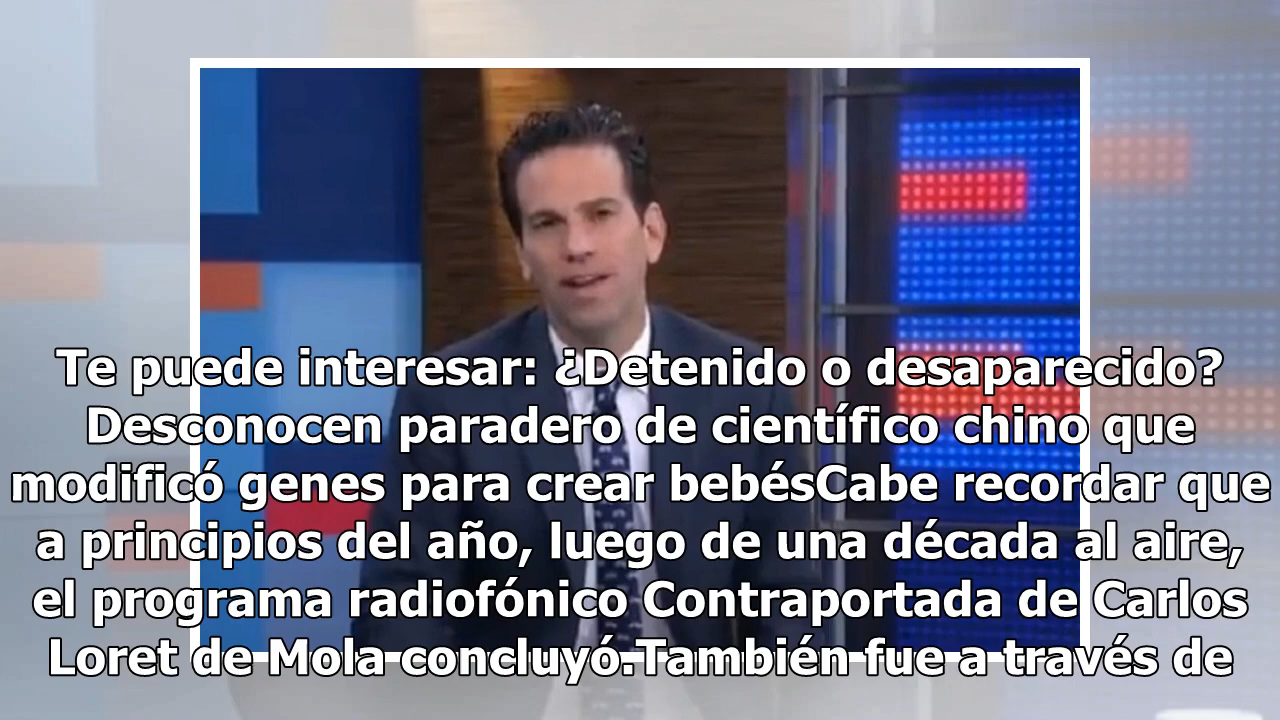 Te puede interesar: ¿Detenido o desaparecido?
Desconocen paradero de científico chino que
modificó genes para crear bebésCabe recordar que
a principios del año, luego de una década al aire,
el programa radiofónico Contraportada de Carlos
Loret de Mola concluyó.También fue a través de